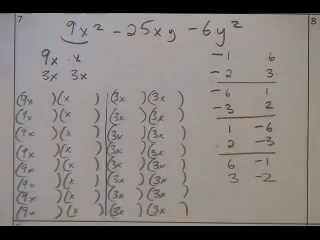 7
8
9x² - 25xy - 6y²
9x · x
3x 3x
-1 6
-2 3
-6 1
-3 2
1 -6
2 -3
6 -1
3 -2
(9x )(x ) (3x )(3x )
(9x )(x ) (3x )(3x )
(9x )(x ) (3x )(3x )
(9x )(x ) (3x )(3x )
(9x )(x ) (3x )(3x )
(9x )(x ) (3x )(3x )
(9x )(x ) (3x )(3x )
(9x )(x ) (3x )(3x )